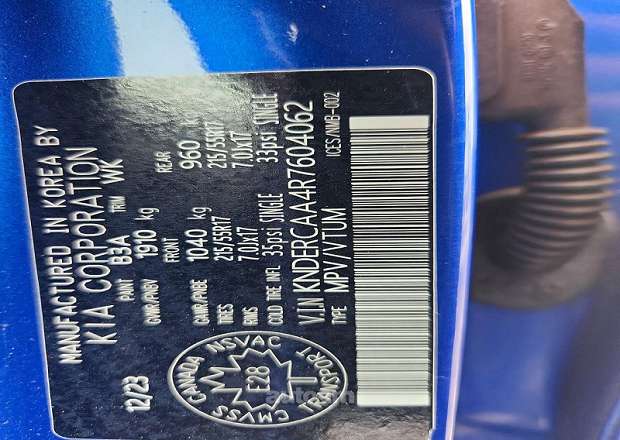 MANUFACTURED IN KOREA BY
KIA CORPORATION
12/23 PAINT B3A TRIM WK
GVWR/PNBV 1910 kg
FRONT REAR
GAWR/PNBE 1040 kg 960 kg
TIRES 215/55R17 215/55R17
RIMS 7.0Jx17 7.0Jx17
COLD TIRE INFL. 35psi SINGLE 33psi SINGLE
V.I.N KNDERCAA4R7604062
TYPE MPV/VTUM ICES/NMB-002
CANADA
CMVSS NSVAC
E28
TRANSPORT